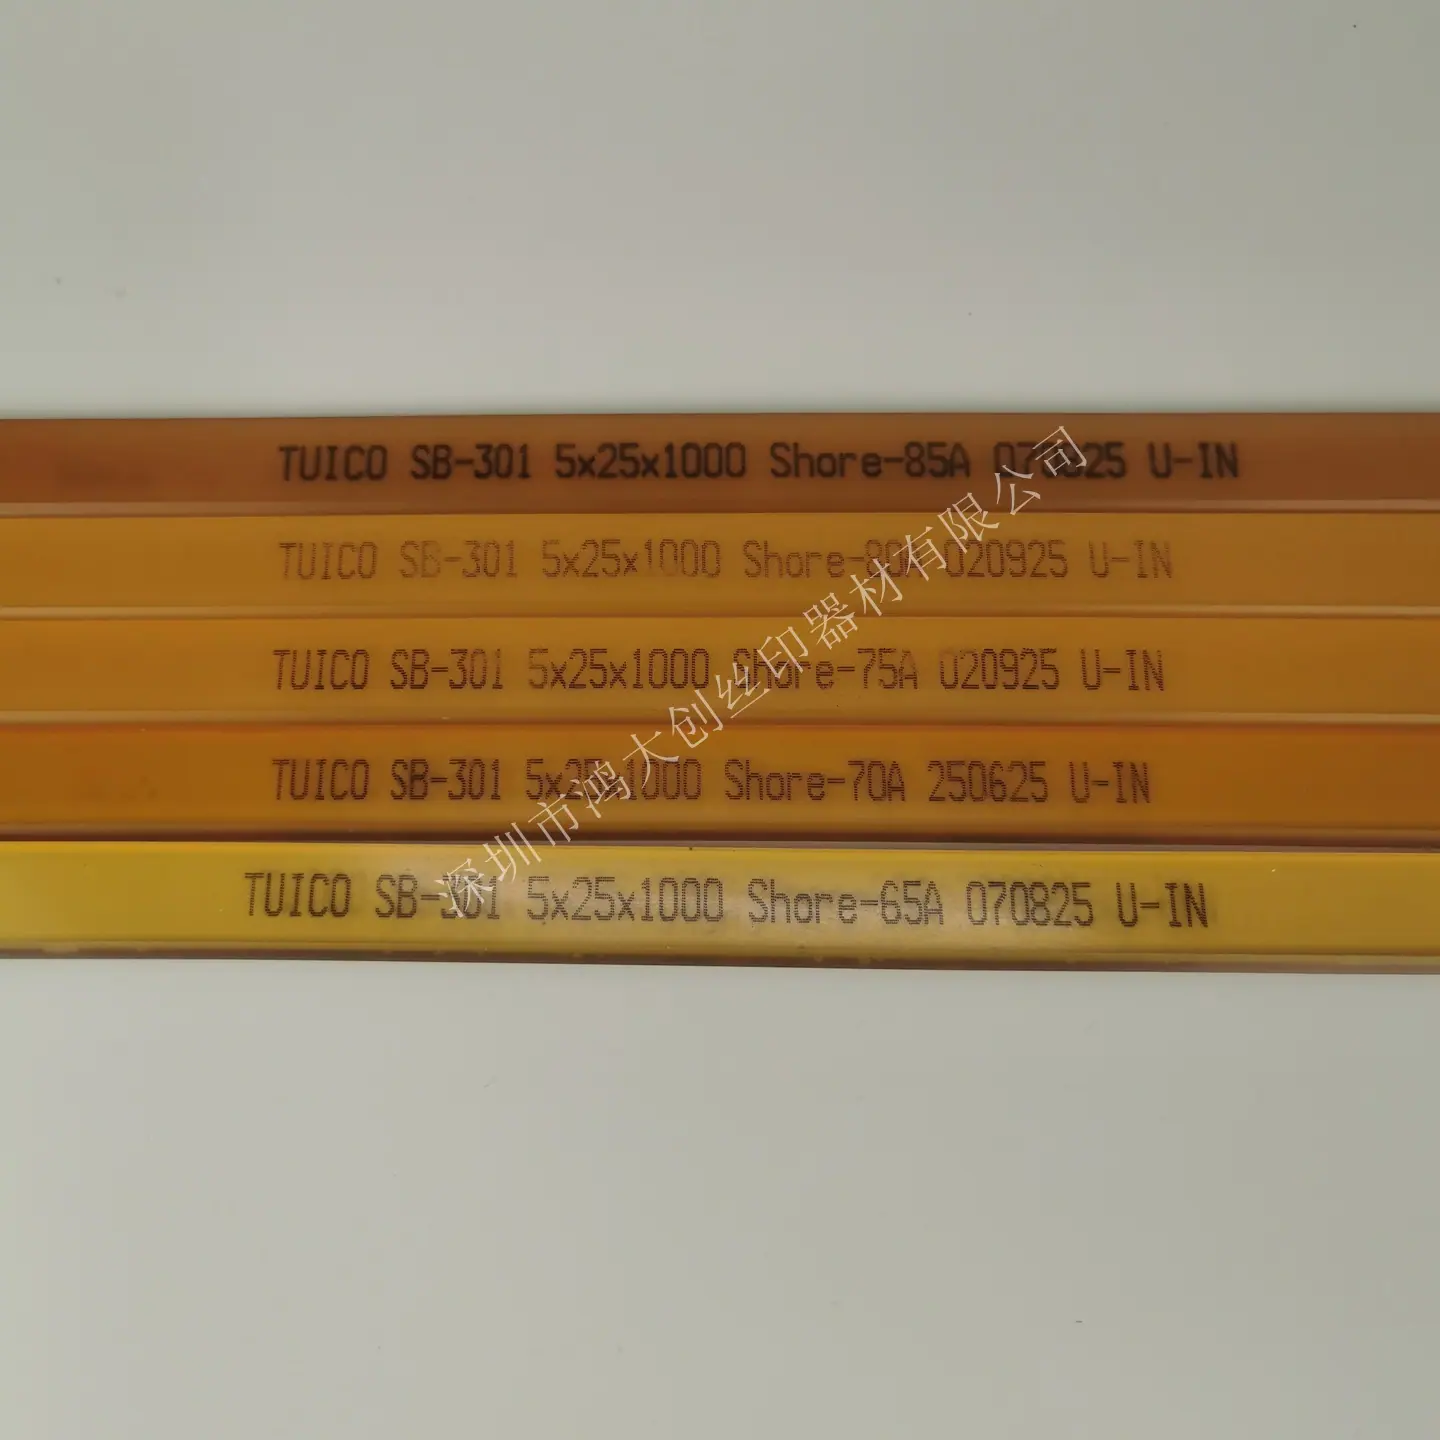 TUICO SB-301 5x25x1000 Shore-85A 070825 U-IN
TUICO SB-301 5x25x1000 Shore-80A 020925 U-IN
TUICO SB-301 5x25x1000 Shore-75A 020925 U-IN
TUICO SB-301 5x25x1000 Shore-70A 250625 U-IN
TUICO SB-301 5x25x1000 Shore-65A 070825 U-IN
深圳市鸿大创丝印器材有限公司